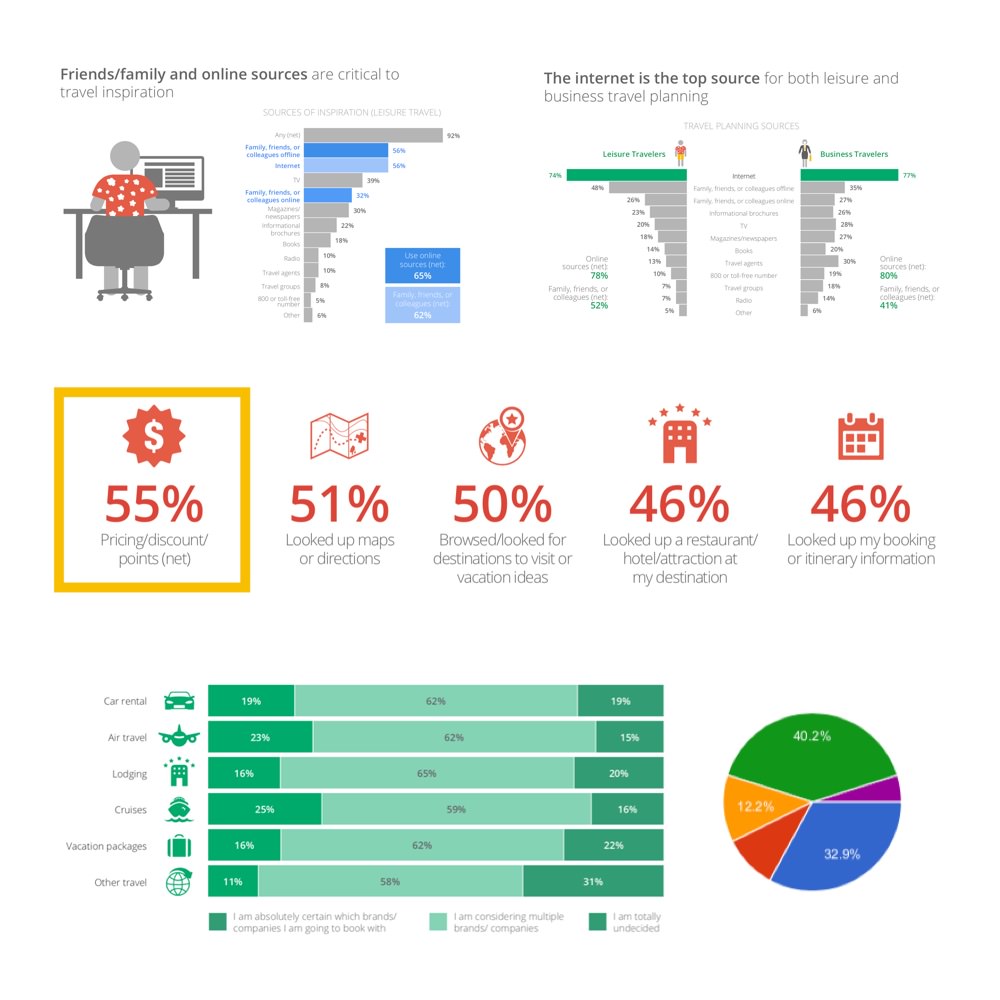 Friends/family and online sources are critical to
travel inspiration
SOURCES OF INSPIRATION (LEISURE TRAVEL)
Any (net) 92%
Family, friends, or
colleagues offline 56%
Internet 56%
TV 39%
Family, friends, or
colleagues online 32%
Magazines/
newspapers 30%
Informational
brochures 22%
Books 18%
Radio 10%
Travel agents 10%
Travel groups 8%
800 or toll-free
number 5%
Other 6%
Use online
sources (net):
65%
Family, friends, or
colleagues (net):
62%
The internet is the top source for both leisure and
business travel planning
TRAVEL PLANNING SOURCES
Leisure Travelers Business Travelers
74% Internet 77%
48% Family, friends, or colleagues offline 35%
26% Family, friends, or colleagues online 27%
23% Informational brochures 26%
20% TV 28%
18% Magazines/newspapers 27%
14% Books 20%
13% Travel agents 30%
10% 800 or toll-free number 19%
7% Travel groups 18%
7% Radio 14%
5% Other 6%
Online
sources (net):
78%
Family, friends, or
colleagues (net):
52%
Online
sources (net):
80%
Family, friends, or
colleagues (net):
41%
$
55%
Pricing/discount/
points (net)
51%
Looked up maps
or directions
50%
Browsed/looked for
destinations to visit or
vacation ideas
46%
Looked up a restaurant/
hotel/attraction at
my destination
46%
Looked up my booking
or itinerary information
Car rental 19% 62% 19%
Air travel 23% 62% 15%
Lodging 16% 65% 20%
Cruises 25% 59% 16%
Vacation packages 16% 62% 22%
Other travel 11% 58% 31%
I am absolutely certain which brands/
companies I am going to book with
I am considering multiple
brands/ companies
I am totally
undecided
40.2%
12.2%
32.9%